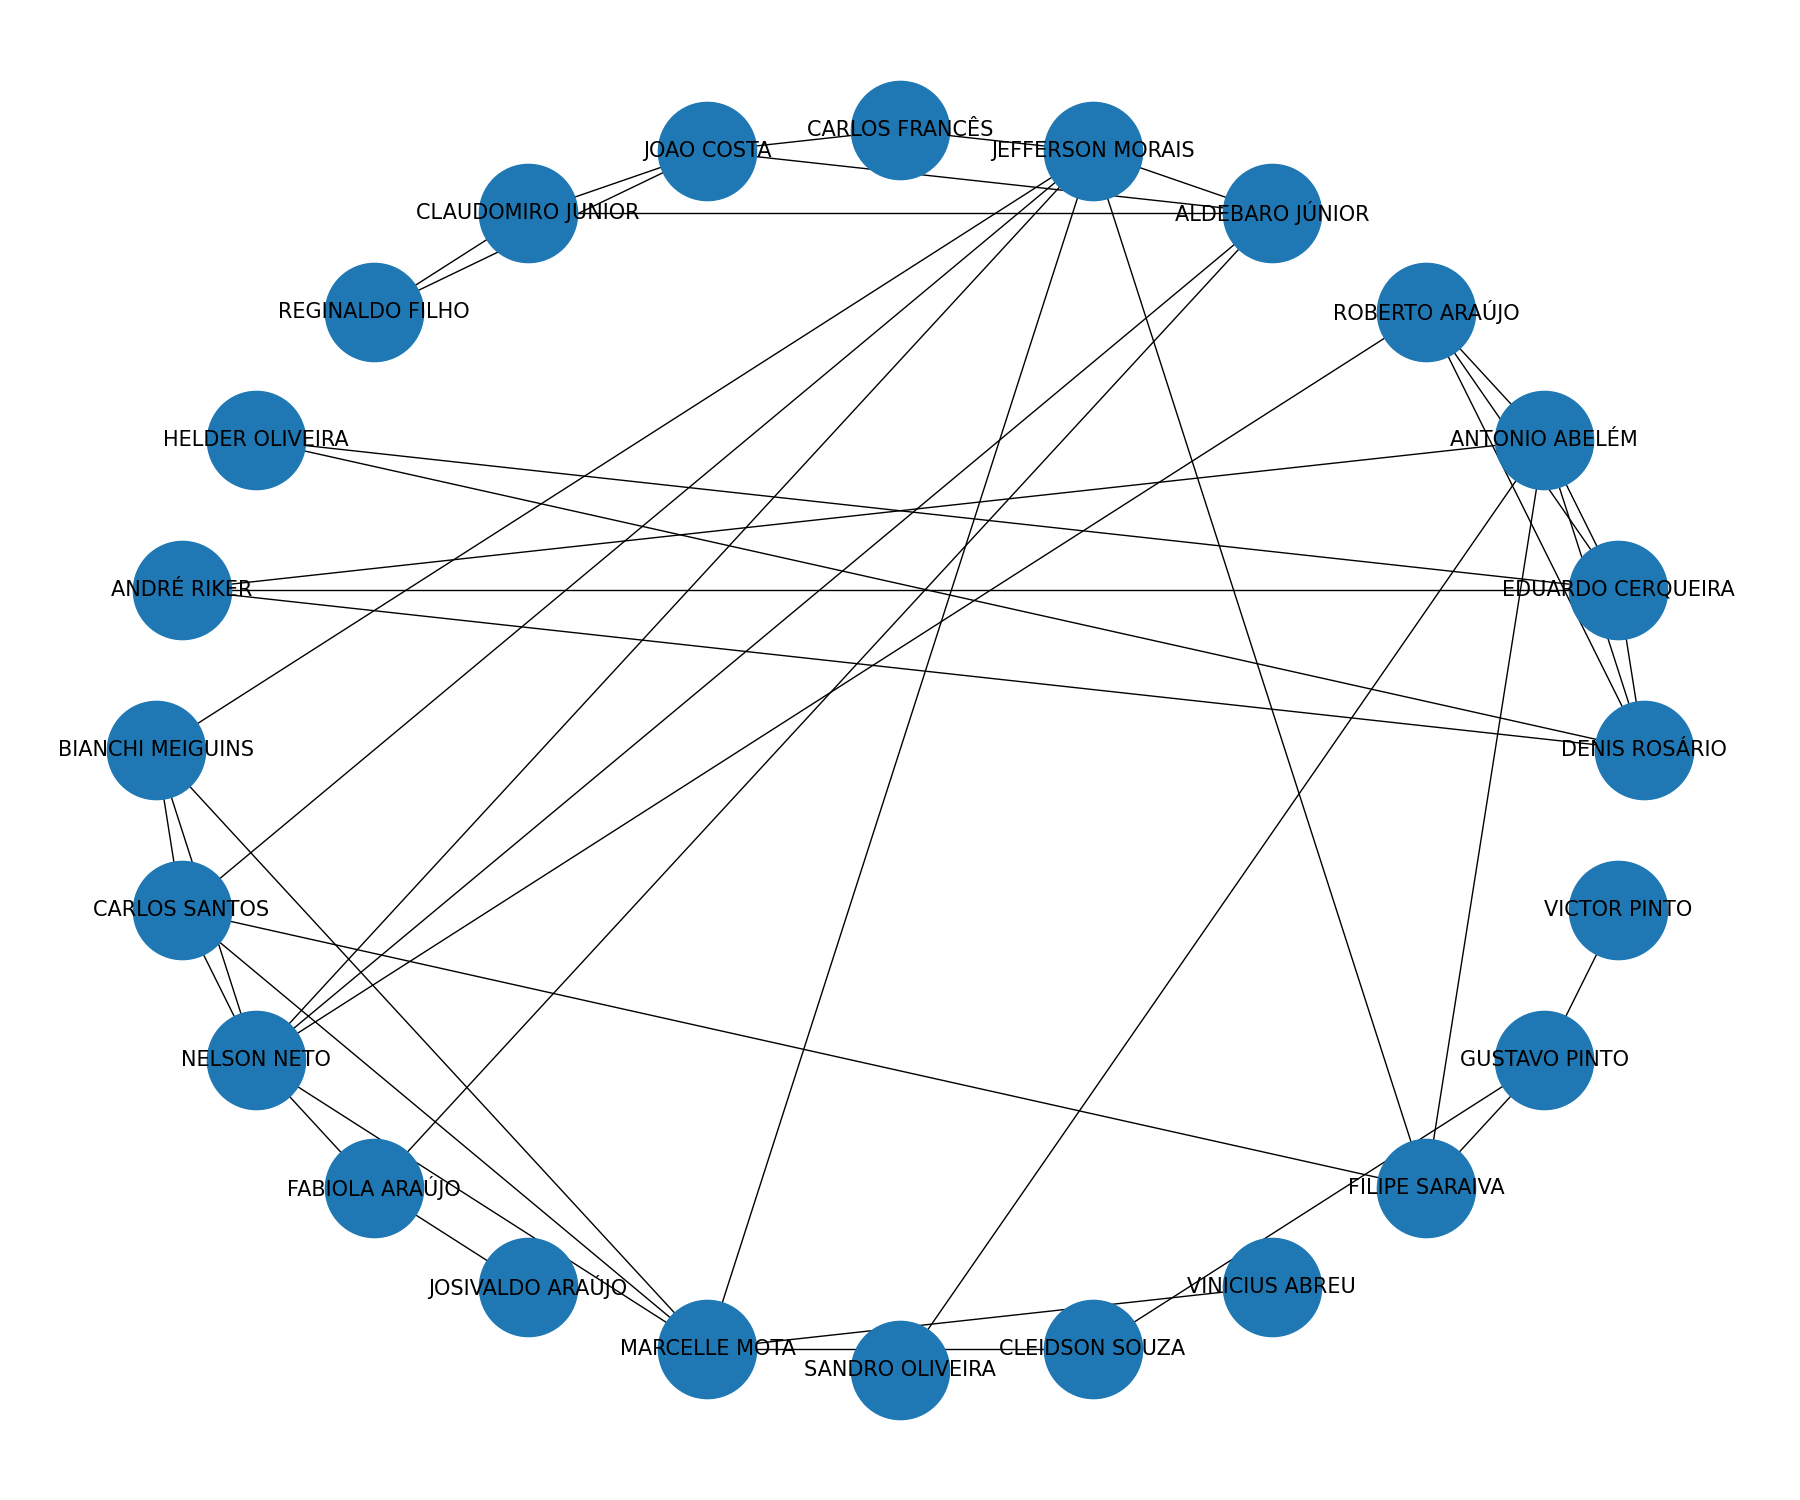 CARLOS FRANCÊS
JOAO COSTA
JEFFERSON MORAIS
CLAUDOMIRO JUNIOR
ALDEBARO JÚNIOR
REGINALDO FILHO
ROBERTO ARAÚJO
HELDER OLIVEIRA
ANTONIO ABELÉM
ANDRÉ RIKER
EDUARDO CERQUEIRA
BIANCHI MEIGUINS
DENIS ROSÁRIO
CARLOS SANTOS
VICTOR PINTO
NELSON NETO
GUSTAVO PINTO
FABIOLA ARAÚJO
FILIPE SARAIVA
JOSIVALDO ARAÚJO
VINICIUS ABREU
MARCELLE MOTA
CLEIDSON SOUZA
SANDRO OLIVEIRA